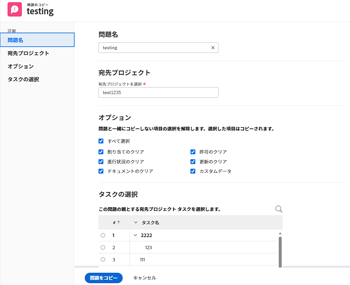 問題のコピー
testing
詳細
問題名
宛先プロジェクト
オプション
タスクの選択
問題名
testing
宛先プロジェクト
宛先プロジェクトを選択 *
test1235
オプション
問題と一緒にコピーしない項目の選択を解除します。選択した項目はコピーされます。
すべて選択
割り当てのクリア
許可のクリア
進行状況のクリア
更新のクリア
ドキュメントのクリア
カスタムデータ
タスクの選択
この問題の親とする宛先プロジェクト タスクを選択します。
# ↑ タスク名
1 2222
2 123
3 111
問題をコピー
キャンセル